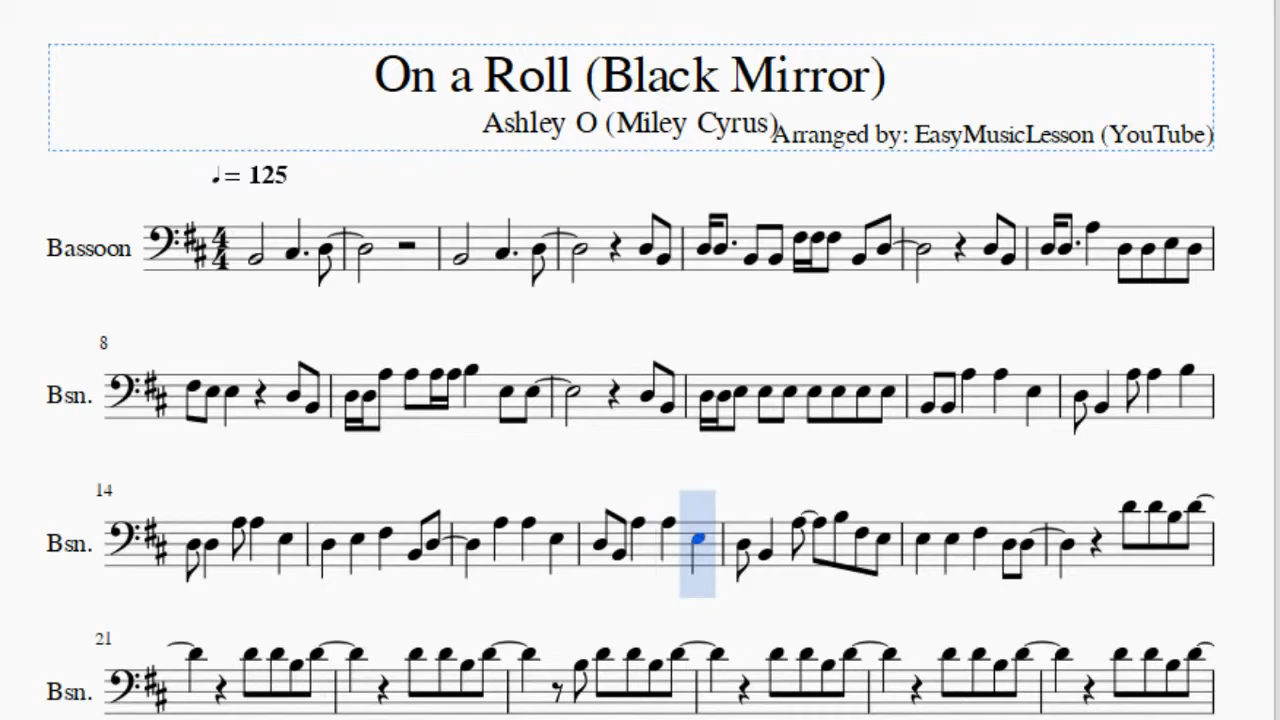 On a Roll (Black Mirror)
Ashley O (Miley Cyrus)
Arranged by: EasyMusicLesson (YouTube)
♩= 125
Bassoon
8
Bsn.
14
Bsn.
21
Bsn.